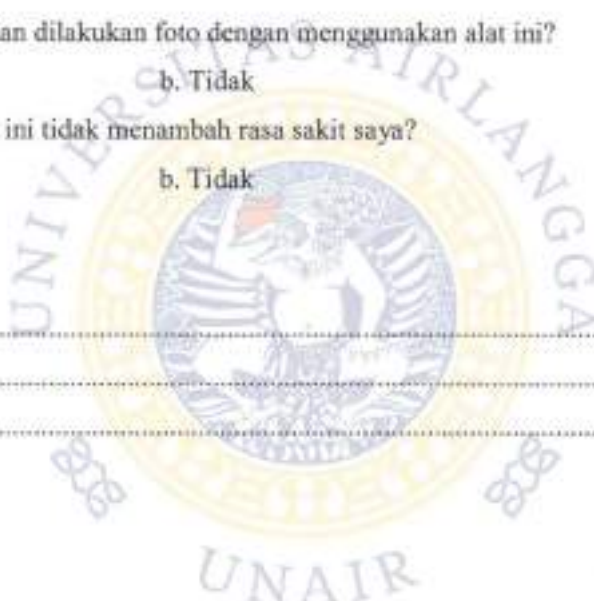 an dilakukan foto dengan menggunakan alat ini?
b. Tidak
ini tidak menambah rasa sakit saya?
b. Tidak
UNIVERSITAS AIRLANGGA
UNAIR